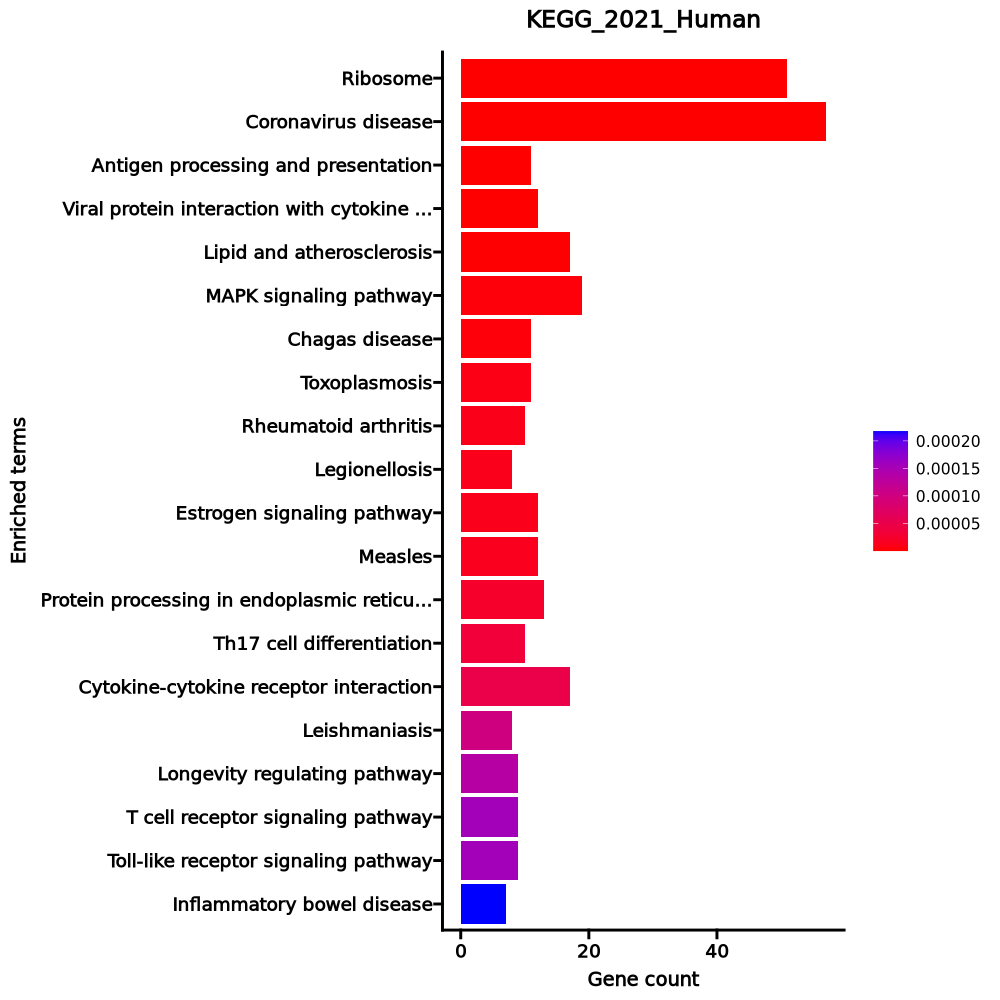 KEGG_2021_Human
Ribosome
Coronavirus disease
Antigen processing and presentation
Viral protein interaction with cytokine ...
Lipid and atherosclerosis
MAPK signaling pathway
Chagas disease
Toxoplasmosis
Rheumatoid arthritis
Legionellosis
Estrogen signaling pathway
Measles
Protein processing in endoplasmic reticu...
Th17 cell differentiation
Cytokine-cytokine receptor interaction
Leishmaniasis
Longevity regulating pathway
T cell receptor signaling pathway
Toll-like receptor signaling pathway
Inflammatory bowel disease
Enriched terms
0 20 40
Gene count
0.00020
0.00015
0.00010
0.00005